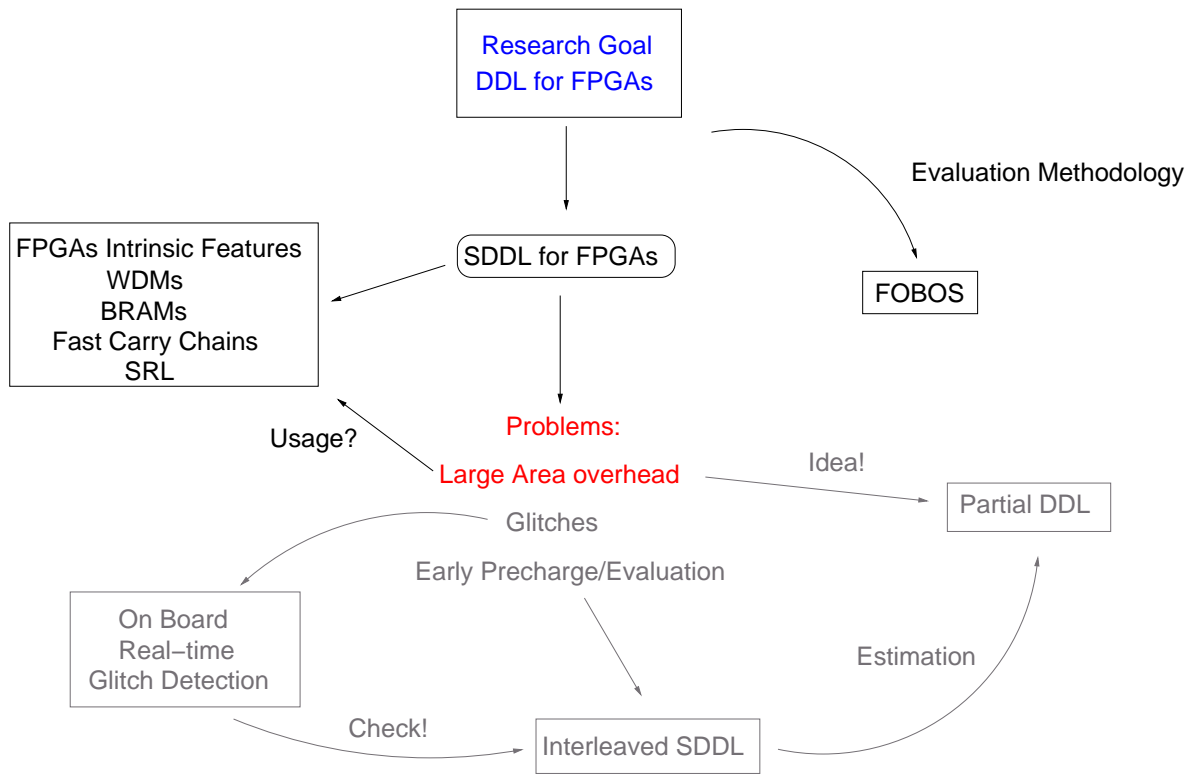 Research Goal
DDL for FPGAs
Evaluation Methodology
FPGAs Intrinsic Features
WDMs
BRAMs
Fast Carry Chains
SRL
SDDL for FPGAs
FOBOS
Usage?
Problems:
Large Area overhead
Idea!
Partial DDL
Glitches
Early Precharge/Evaluation
On Board
Real−time
Glitch Detection
Estimation
Check!
Interleaved SDDL